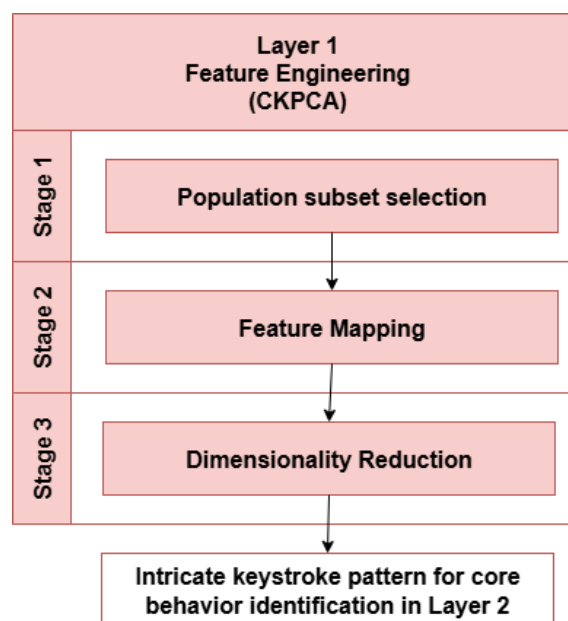 Layer 1
Feature Engineering
(CKPCA)
Stage 1
Population subset selection
Stage 2
Feature Mapping
Stage 3
Dimensionality Reduction
Intricate keystroke pattern for core
behavior identification in Layer 2